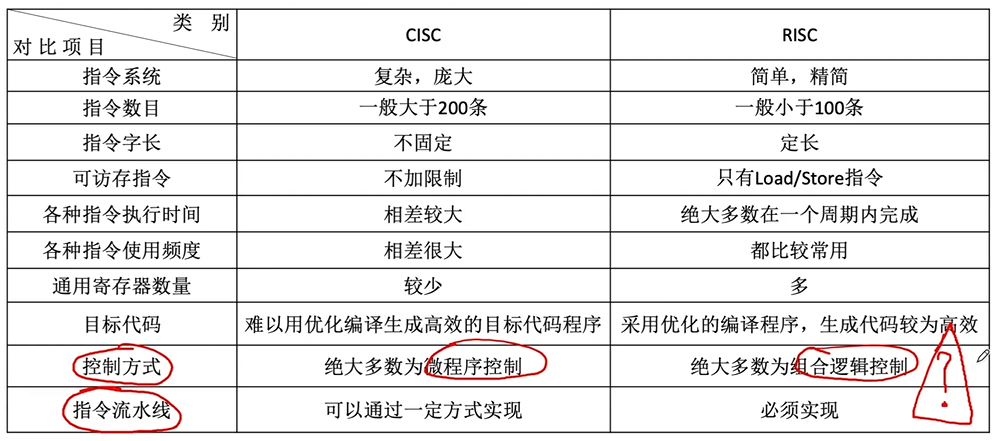 类 别
对比项目
CISC
RISC
指令系统
复杂，庞大
简单，精简
指令数目
一般大于200条
一般小于100条
指令字长
不固定
定长
可访存指令
不加限制
只有Load/Store指令
各种指令执行时间
相差较大
绝大多数在一个周期内完成
各种指令使用频度
相差很大
都比较常用
通用寄存器数量
较少
多
目标代码
难以用优化编译生成高效的目标代码程序
采用优化的编译程序，生成代码较为高效
控制方式
绝大多数为微程序控制
绝大多数为组合逻辑控制
指令流水线
可以通过一定方式实现
必须实现
?